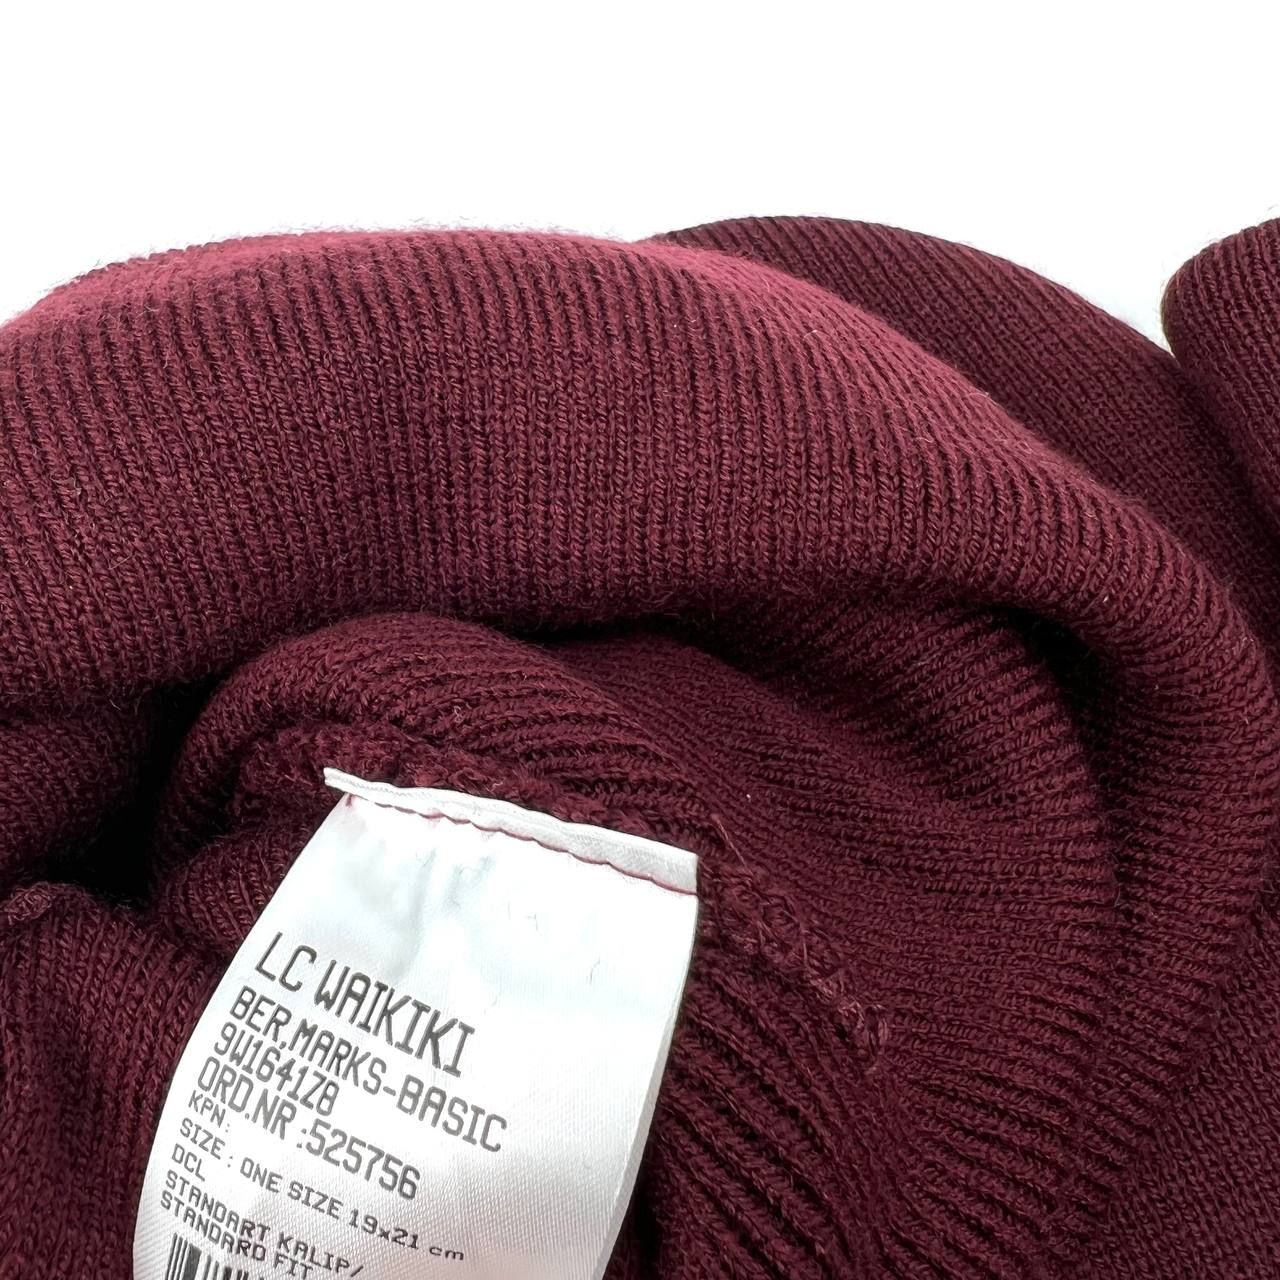 LC WAIKIKI
BER.MARKS-BASIC
9W1641Z8
ORD.NR :525756
KPN:
SIZE : ONE SIZE 19x21 cm
DCL
STANDART KALIP/
STANDARD FIT